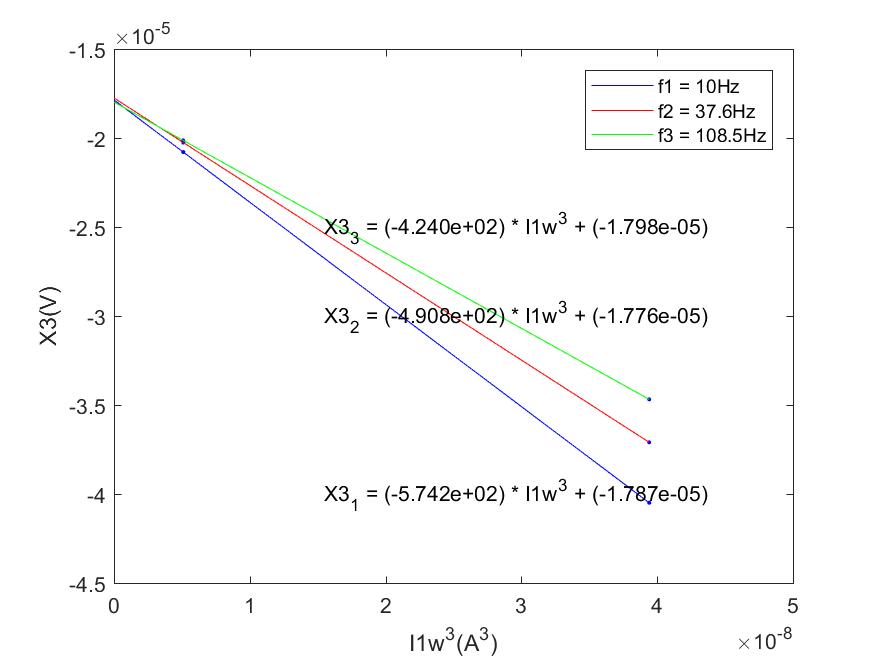 ×10⁻⁵
-1.5
-2
-2.5
-3
-3.5
-4
-4.5
X3(V)
f1 = 10Hz
f2 = 37.6Hz
f3 = 108.5Hz
X3₃ = (-4.240e+02) * I1w³ + (-1.798e-05)
X3₂ = (-4.908e+02) * I1w³ + (-1.776e-05)
X3₁ = (-5.742e+02) * I1w³ + (-1.787e-05)
0 1 2 3 4 5
I1w³(A³)
×10⁻⁸